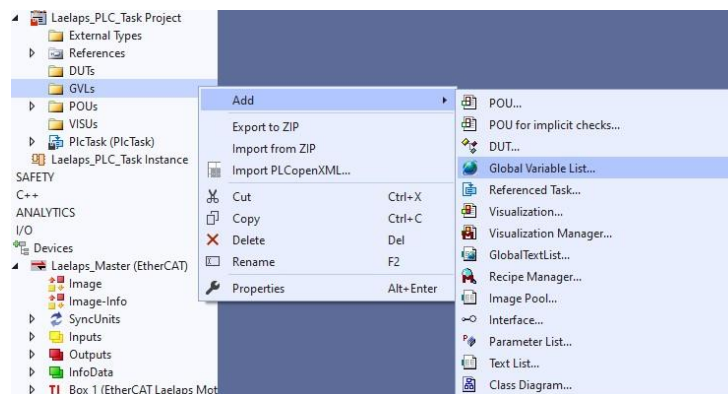 Laelaps_PLC_Task Project
External Types
References
DUTs
GVLs
POUs
VISUs
PlcTask (PlcTask)
Laelaps_PLC_Task Instance
SAFETY
C++
ANALYTICS
I/O
Devices
Laelaps_Master (EtherCAT)
Image
Image-Info
SyncUnits
Inputs
Outputs
InfoData
Box 1 (EtherCAT Laelaps Mot
Add
Export to ZIP
Import from ZIP
Import PLCopenXML...
Cut Ctrl+X
Copy Ctrl+C
Delete Del
Rename F2
Properties Alt+Enter
POU...
POU for implicit checks...
DUT...
Global Variable List...
Referenced Task...
Visualization...
Visualization Manager...
GlobalTextList...
Recipe Manager...
Image Pool...
Interface...
Parameter List...
Text List...
Class Diagram...